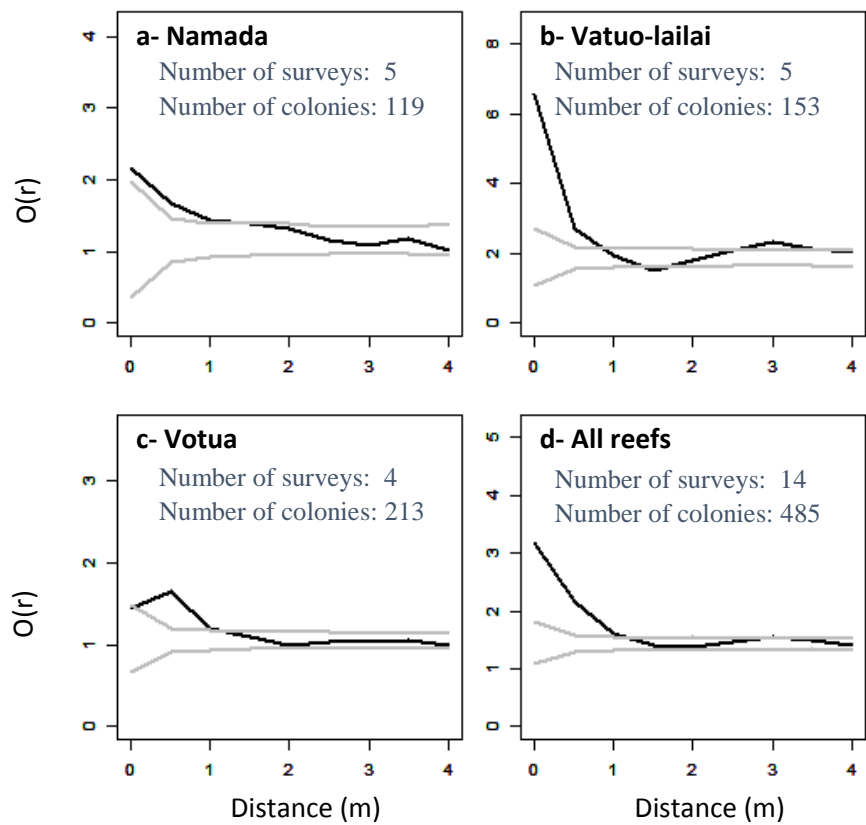 a- Namada
Number of surveys: 5
Number of colonies: 119
O(r)
4
3
2
1
0
0 1 2 3 4
b- Vatuo-lailai
Number of surveys: 5
Number of colonies: 153
8
6
4
2
0
0 1 2 3 4
c- Votua
Number of surveys: 4
Number of colonies: 213
O(r)
3
2
1
0
0 1 2 3 4
Distance (m)
d- All reefs
Number of surveys: 14
Number of colonies: 485
5
4
3
2
1
0
0 1 2 3 4
Distance (m)